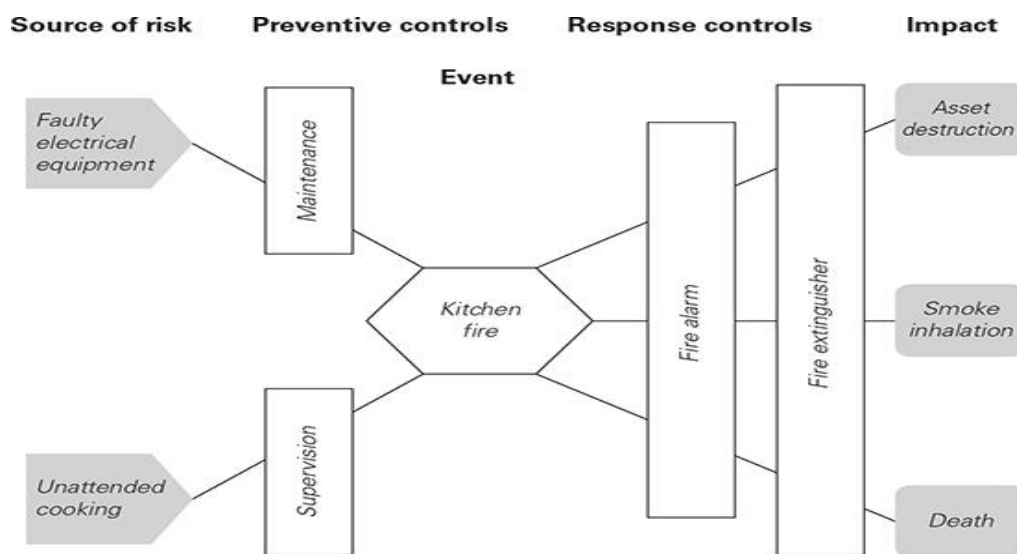 Source of risk
Preventive controls
Response controls
Impact
Event
Faulty
electrical
equipment
Maintenance
Unattended
cooking
Supervision
Kitchen
fire
Fire alarm
Fire extinguisher
Asset
destruction
Smoke
inhalation
Death